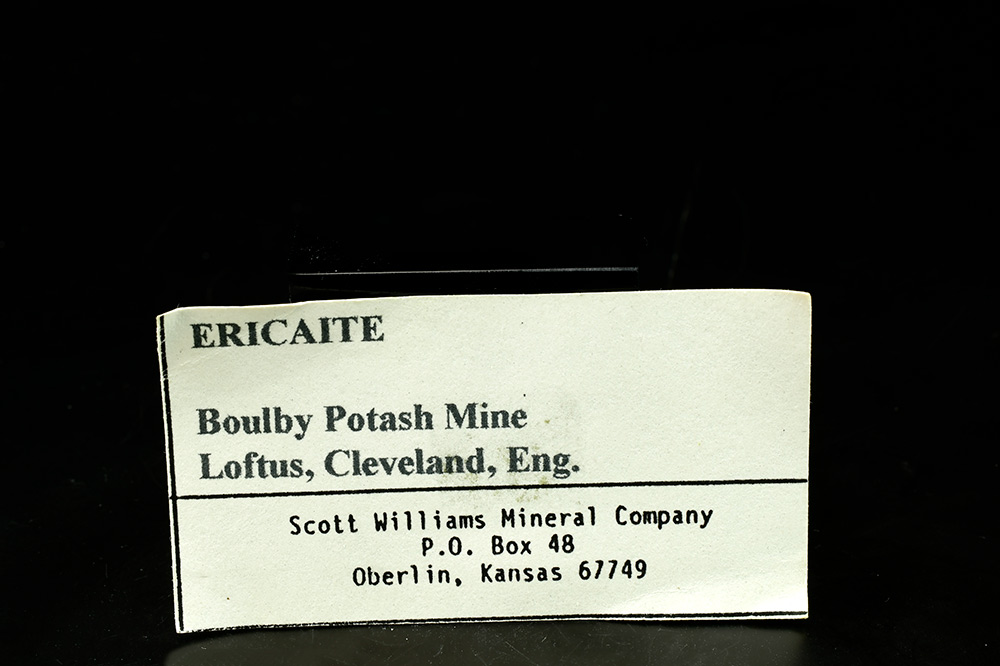 ERICAITE
Boulby Potash Mine
Loftus, Cleveland, Eng.
Scott Williams Mineral Company
P.O. Box 48
Oberlin, Kansas 67749